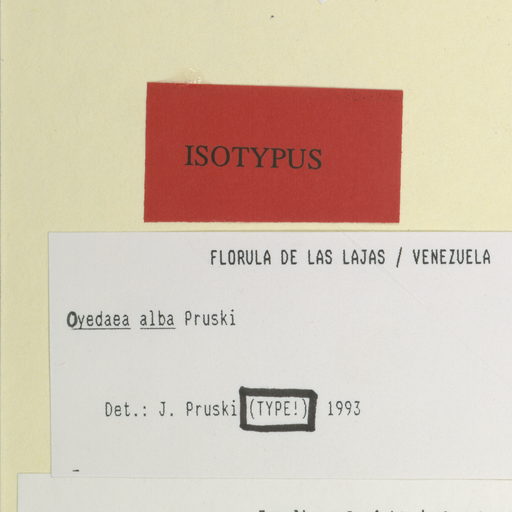 ISOTYPUS
FLORULA DE LAS LAJAS / VENEZUELA
Oyedaea alba Pruski
Det.: J. Pruski (TYPE!) 1993